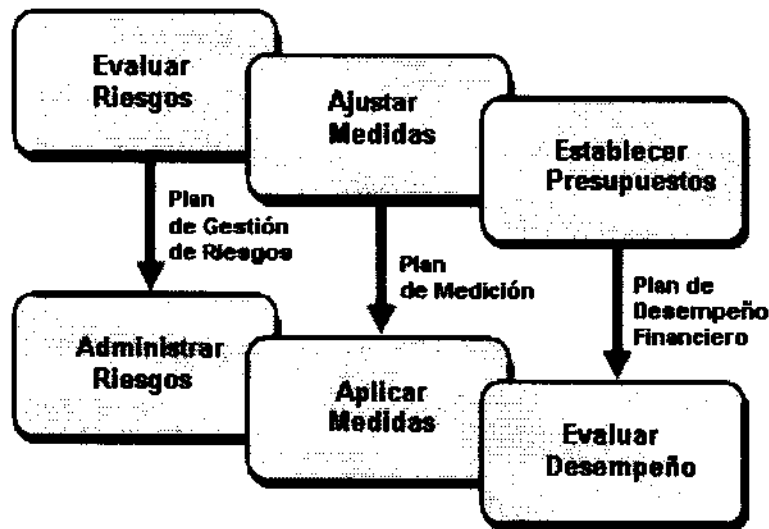 Evaluar
Riesgos
Ajustar
Medidas
Establecer
Presupuestos
Plan
de Gestión
de Riesgos
Plan
de Medición
Plan de
Desempeño
Financiero
Administrar
Riesgos
Aplicar
Medidas
Evaluar
Desempeño